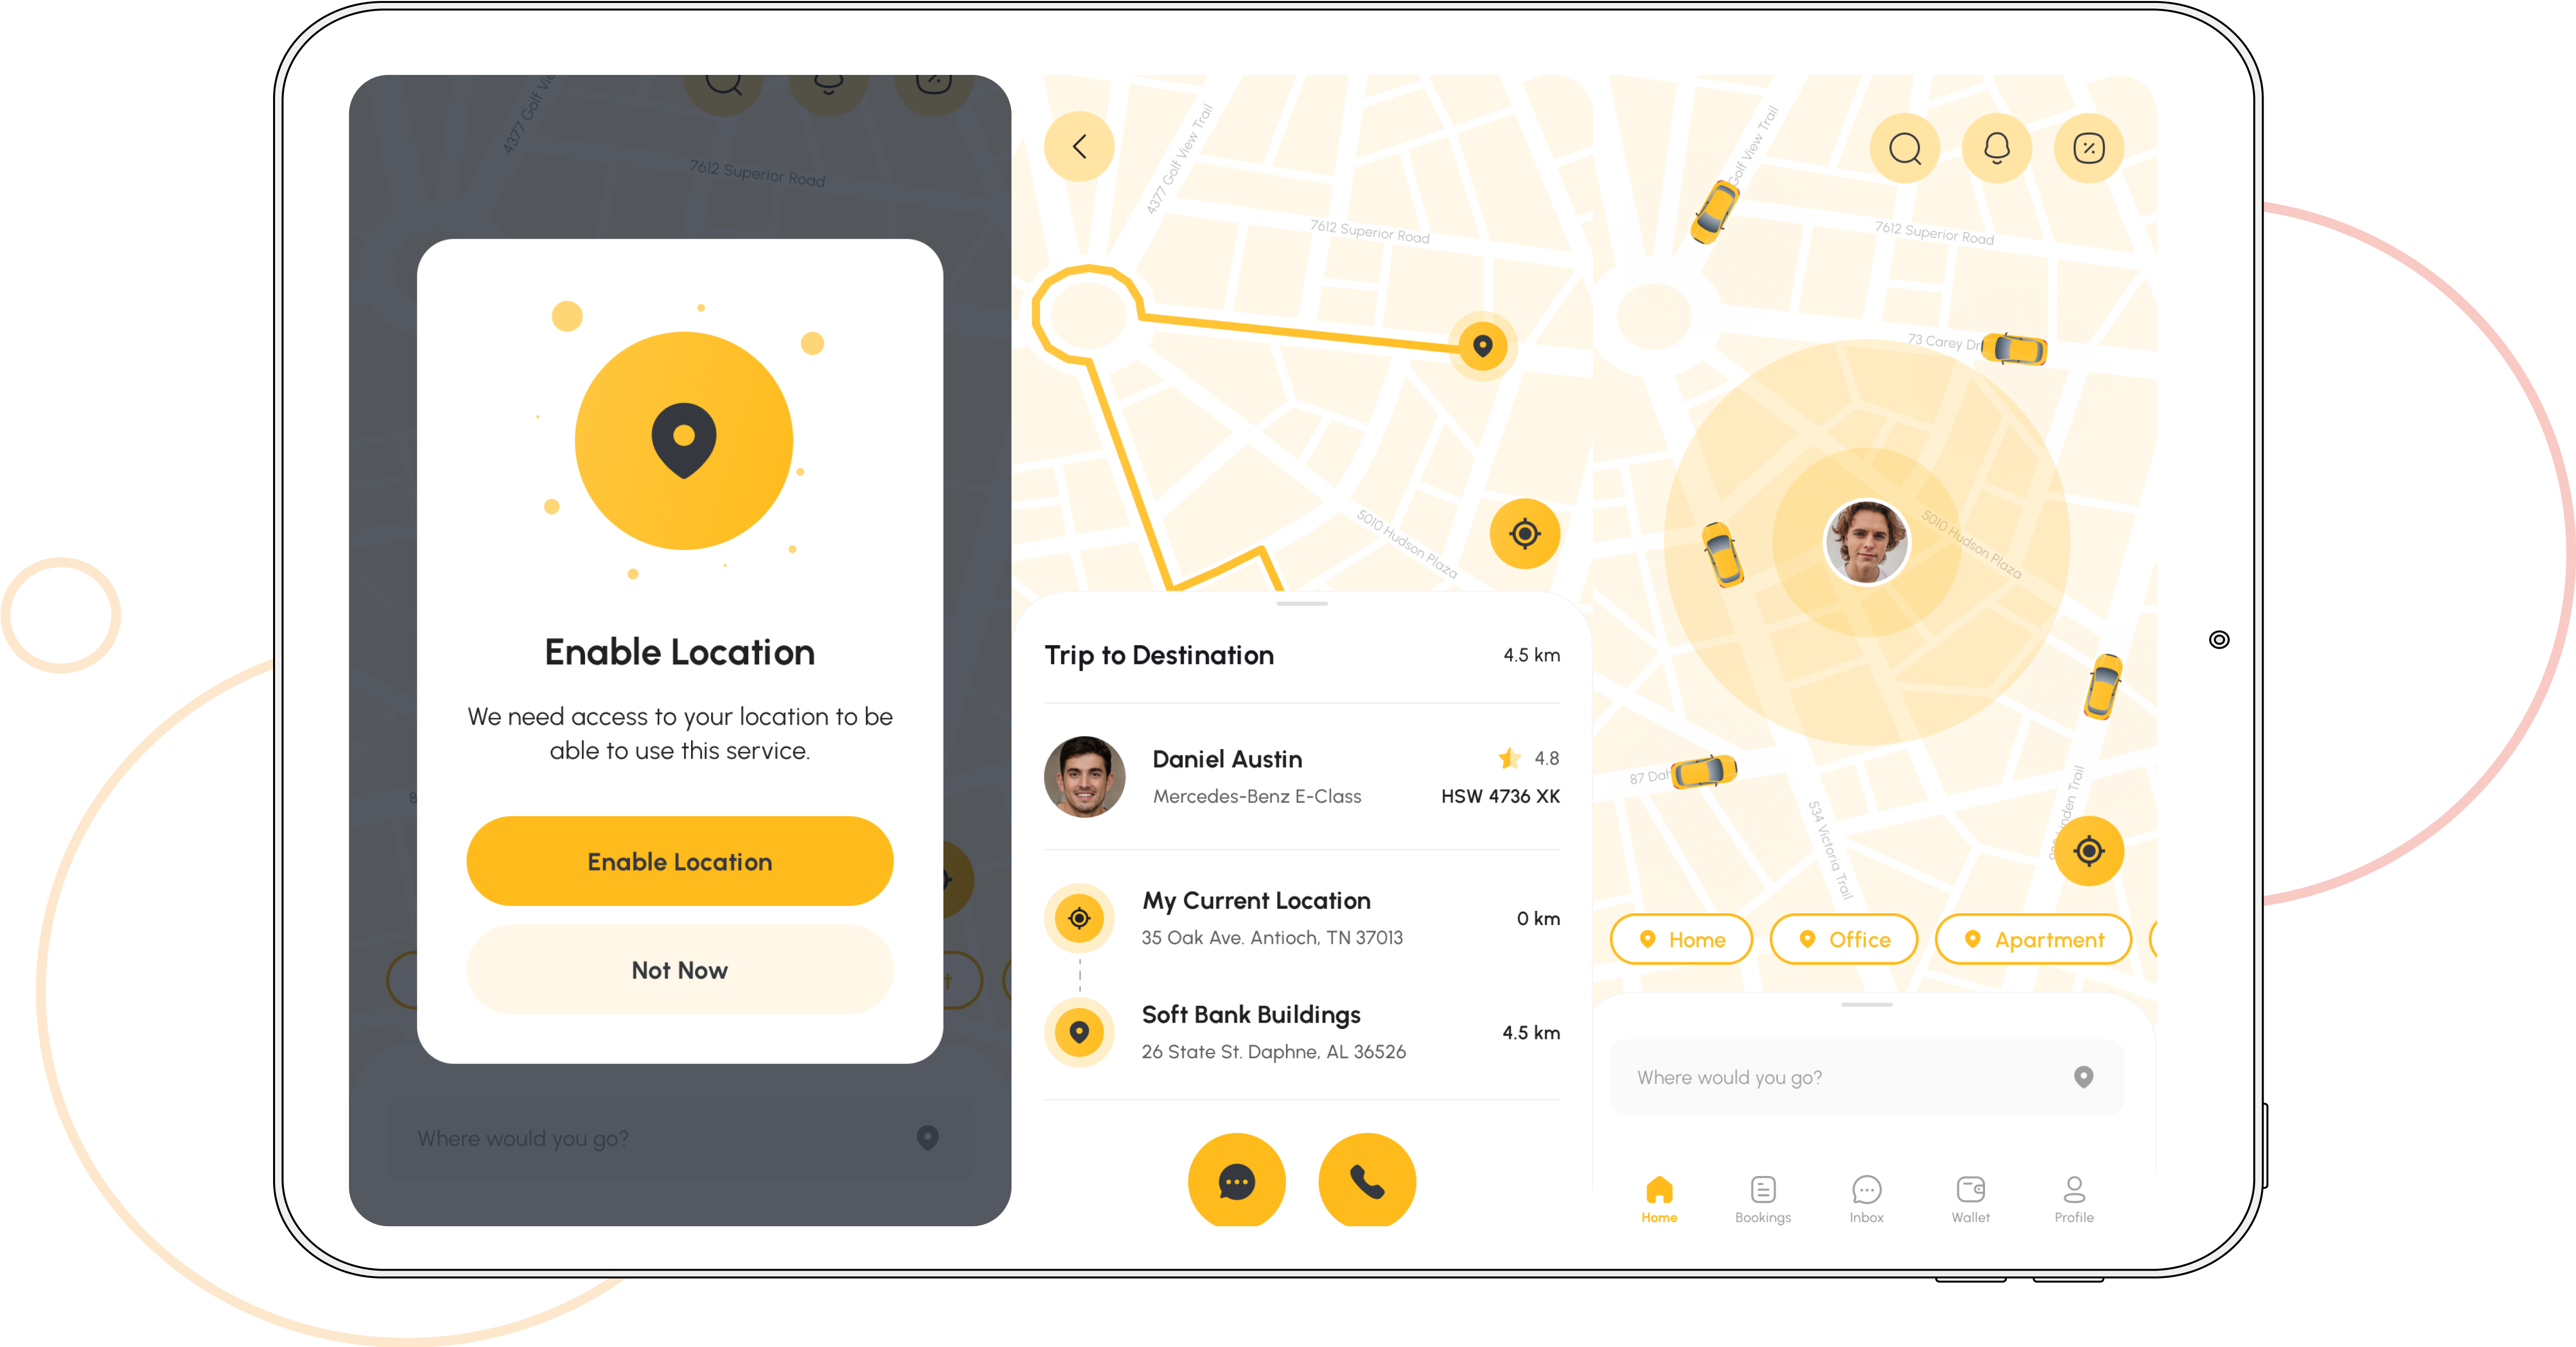 4377 Golf
7612 Superior Road
Enable Location
We need access to your location to be
able to use this service.
Enable Location
Not Now
Where would you go?
4377 Golf View Trail
7612 Superior Road
5010 Hudson Plaza
Trip to Destination
4.5 km
Daniel Austin
4.8
Mercedes-Benz E-Class
HSW 4736 XK
My Current Location
35 Oak Ave. Antioch, TN 37013
0 km
Soft Bank Buildings
26 State St. Daphne, AL 36526
4.5 km
Golf View Trail
7612 Superior Road
73 Carey
5010 Hudson Plaza
87
534 Victoria Trail
Trail
Home
Office
Apartment
Where would you go?
Home
Bookings
Inbox
Wallet
Profile